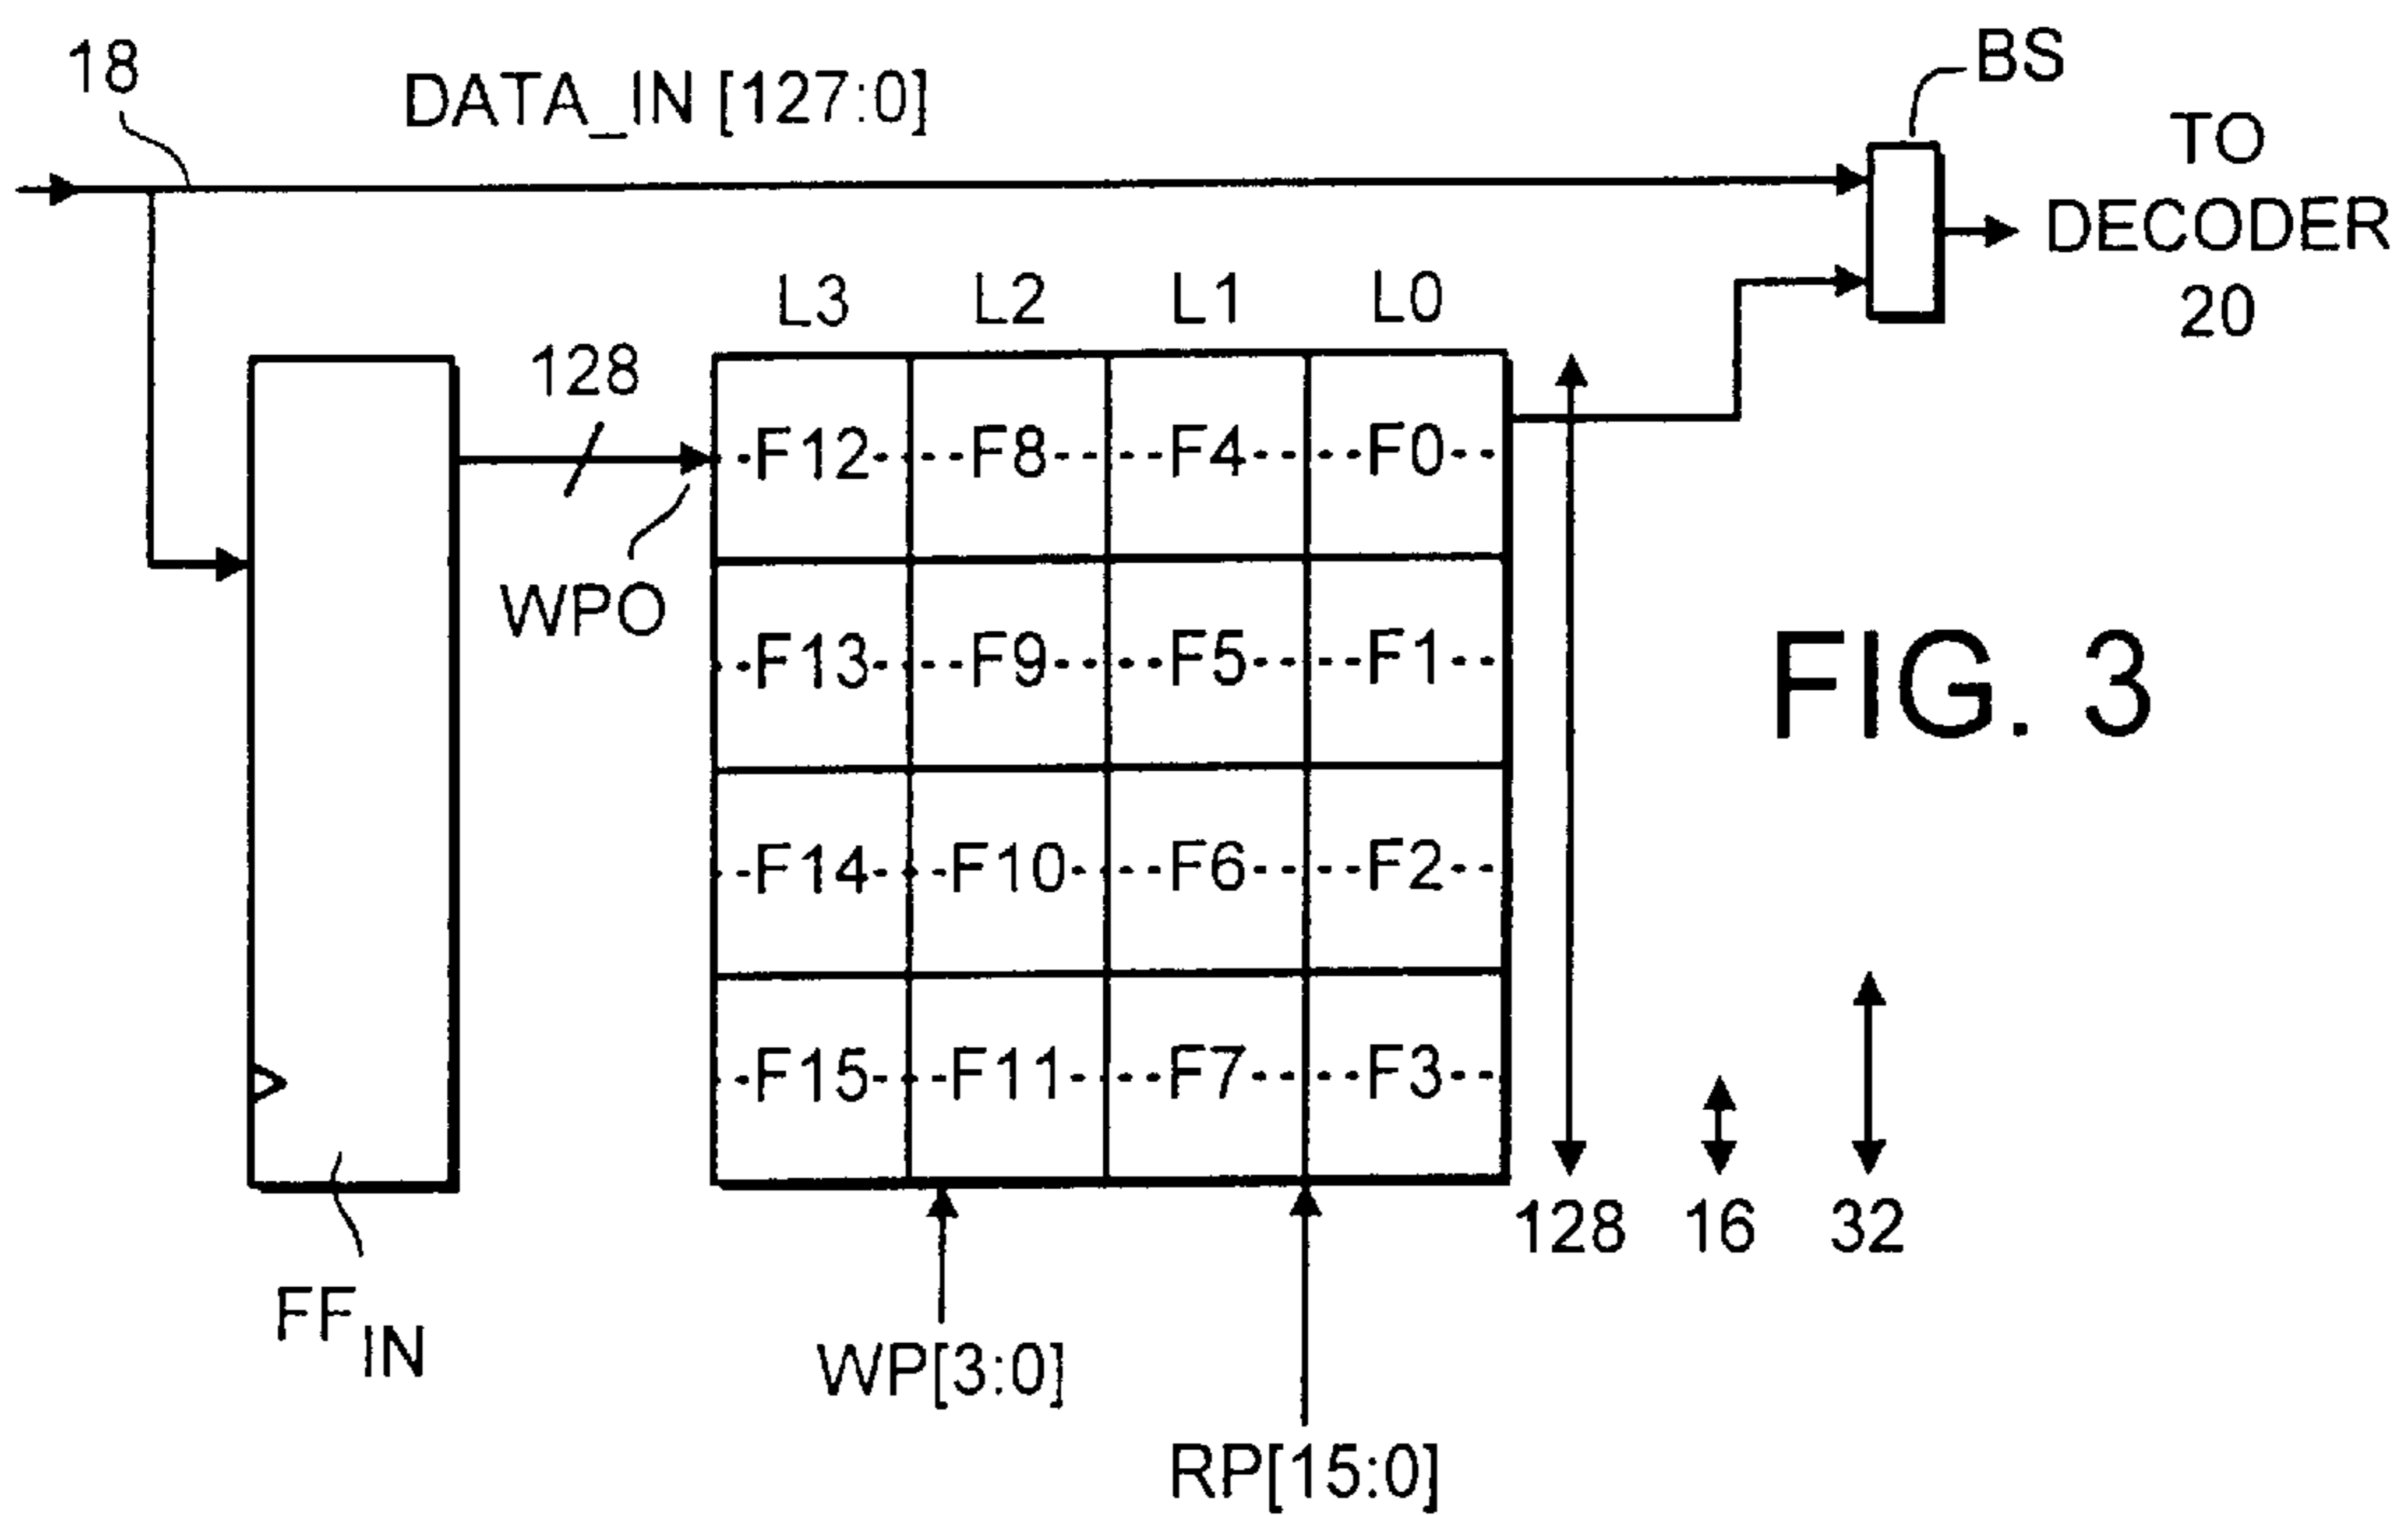 18
DATA_IN [127:0]
BS
TO
DECODER
20
L3 L2 L1 L0
128
WPO
F12 F8 F4 F0
F13 F9 F5 F1
F14 F10 F6 F2
F15 F11 F7 F3
FIG. 3
128 16 32
FF IN
WP[3:0]
RP[15:0]